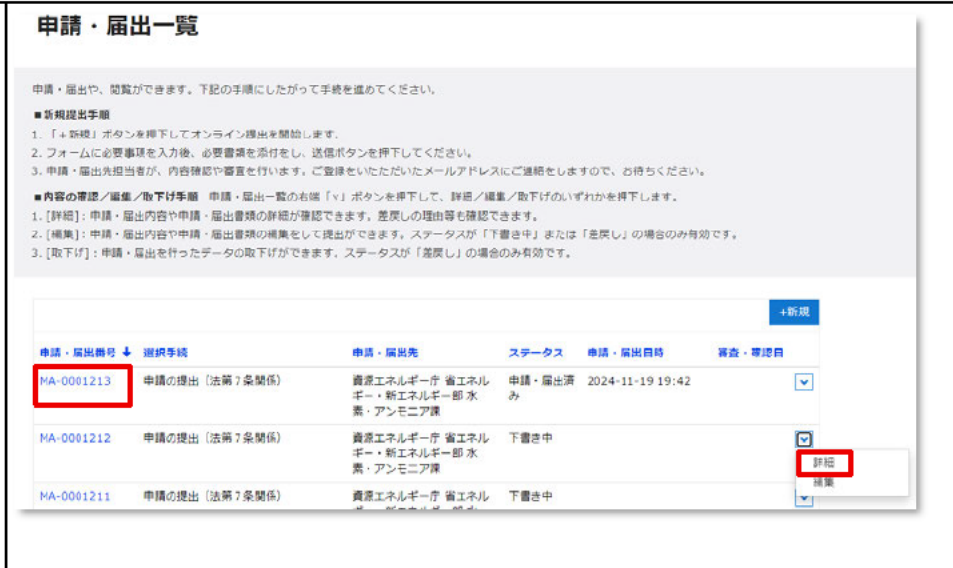 申請・届出一覧
申請・届出や、閲覧ができます。下記の手順にしたがって手続を進めてください。
■新規提出手順
1. 「+新規」ボタンを押下してオンライン提出を開始します。
2. フォームに必要事項を入力後、必要書類を添付をし、送信ボタンを押下してください。
3. 申請・届出先担当者が、内容確認や審査を行います。ご登録をいただいたメールアドレスにご連絡をしますので、お待ちください。
■内容の確認/編集/取下げ手順 申請・届出一覧の右端「v」ボタンを押下して、詳細/編集/取下げのいずれかを押下します。
1. [詳細]:申請・届出内容や申請・届出書類の詳細が確認できます。差戻しの理由等も確認できます。
2. [編集]:申請・届出内容や申請・届出書類の編集をして提出ができます。ステータスが「下書き中」または「差戻し」の場合のみ有効です。
3. [取下げ]:申請・届出を行ったデータの取下げができます。ステータスが「差戻し」の場合のみ有効です。
+新規
申請・届出番号 ↓ 選択手続 申請・届出先 ステータス 申請・届出日時 審査・確認日
MA-0001213 申請の提出(法第7条関係) 資源エネルギー庁 省エネル 申請・届出済 2024-11-19 19:42
ギー・新エネルギー部 水 み
素・アンモニア課
MA-0001212 申請の提出(法第7条関係) 資源エネルギー庁 省エネル 下書き中
ギー・新エネルギー部 水
素・アンモニア課
詳細
編集
MA-0001211 申請の提出(法第7条関係) 資源エネルギー庁 省エネル 下書き中